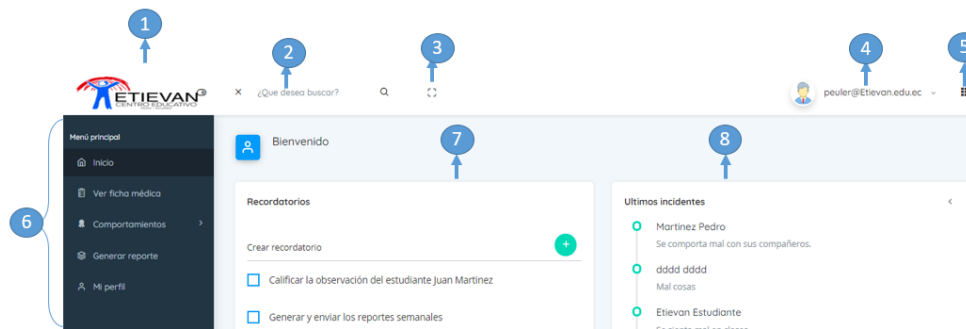 1
2
3
4
5
ETIEVAN
CENTRO EDUCATIVO
¿Que desea buscar?
peuler@Etievan.edu.ec
Menú principal
Inicio
Ver ficha médica
Comportamientos
Generar reporte
Mi perfil
6
7
8
Bienvenido
Recordatorios
Crear recordatorio
Calificar la observación del estudiante Juan Martinez
Generar y enviar los reportes semanales
Ultimos incidentes
Martinez Pedro
Se comporta mal con sus compañeros.
dddd dddd
Mal cosas
Etievan Estudiante